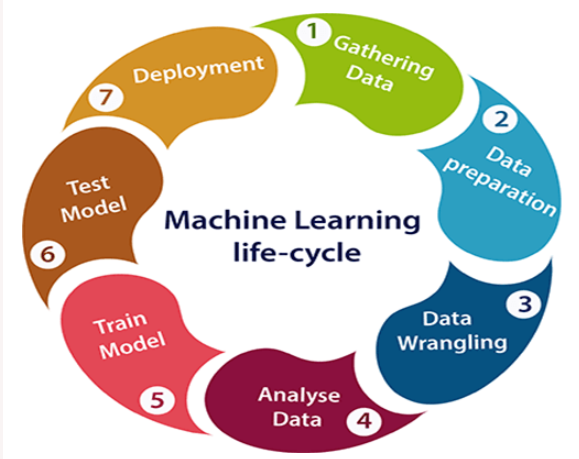 Machine Learning
life-cycle
1
Gathering
Data
2
Data
preparation
3
Data
Wrangling
4
Analyse
Data
5
Train
Model
6
Test
Model
7
Deployment